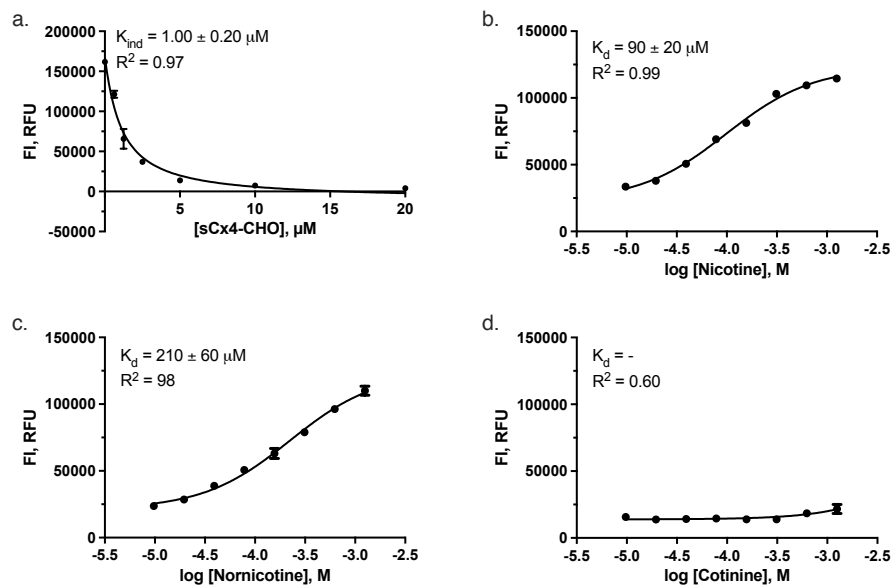 a.
K_ind = 1.00 ± 0.20 μM
R² = 0.97
FI, RFU
200000
150000
100000
50000
0
-50000
5
10
15
20
[sCx4-CHO], μM
b.
K_d = 90 ± 20 μM
R² = 0.99
FI, RFU
150000
100000
50000
0
-5.5
-5.0
-4.5
-4.0
-3.5
-3.0
-2.5
log [Nicotine], M
c.
K_d = 210 ± 60 μM
R² = 98
FI, RFU
150000
100000
50000
0
-5.5
-5.0
-4.5
-4.0
-3.5
-3.0
-2.5
log [Nornicotine], M
d.
K_d = -
R² = 0.60
FI, RFU
150000
100000
50000
0
-5.5
-5.0
-4.5
-4.0
-3.5
-3.0
-2.5
log [Cotinine], M